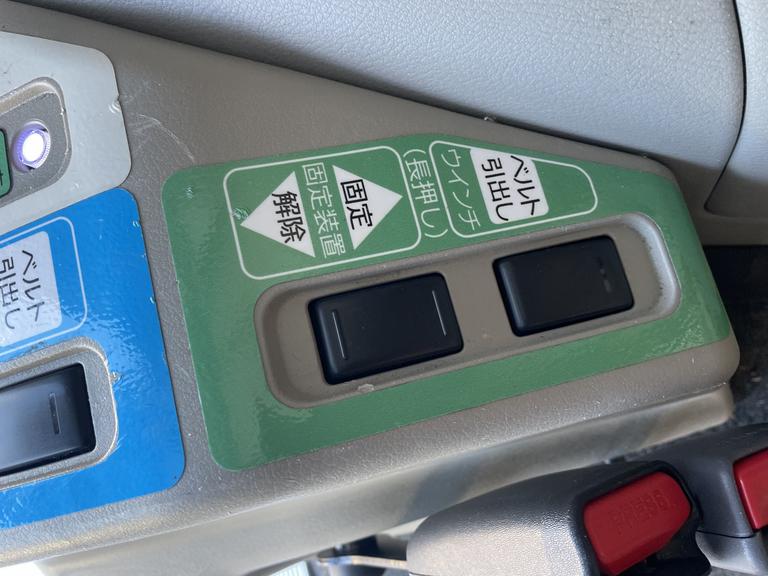 ベルト
引出し
ウインチ
(長押し)
固定
固定装置
解除
ベルト
引出し